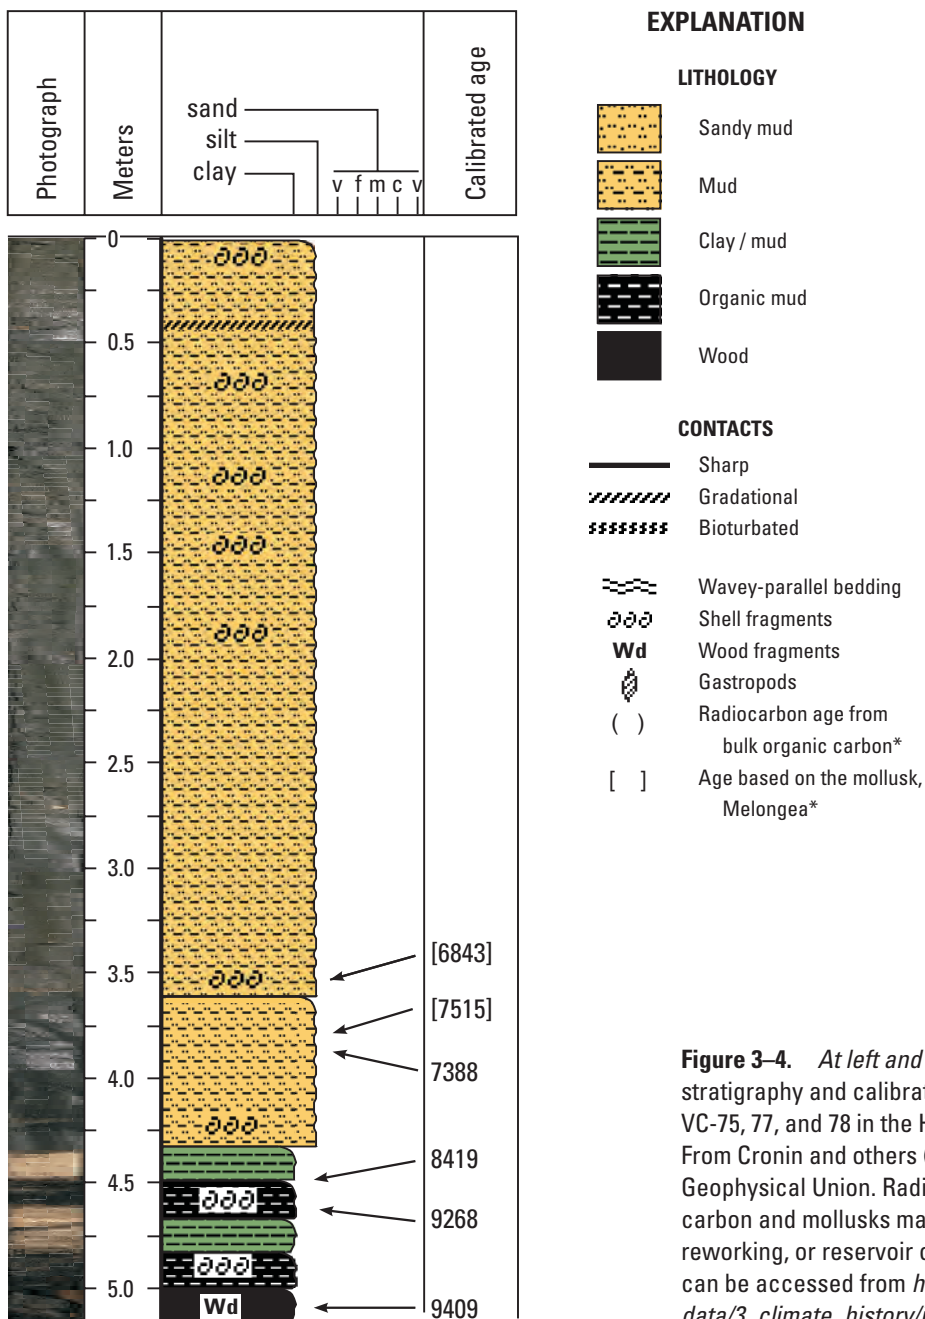 Photograph
Meters
sand
silt
clay
v f m c v
Calibrated age
0
0.5
1.0
1.5
2.0
2.5
3.0
3.5
4.0
4.5
5.0
[6843]
[7515]
7388
8419
9268
9409
Wd
EXPLANATION
LITHOLOGY
Sandy mud
Mud
Clay / mud
Organic mud
Wood
CONTACTS
Sharp
Gradational
Bioturbated
Wavey-parallel bedding
Shell fragments
Wd Wood fragments
Gastropods
( ) Radiocarbon age from
bulk organic carbon*
[ ] Age based on the mollusk,
Melongea*
Figure 3–4. At left and
stratigraphy and calibrat
VC-75, 77, and 78 in the H
From Cronin and others (
Geophysical Union. Radi
carbon and mollusks ma
reworking, or reservoir c
can be accessed from h
data/3_climate_history/